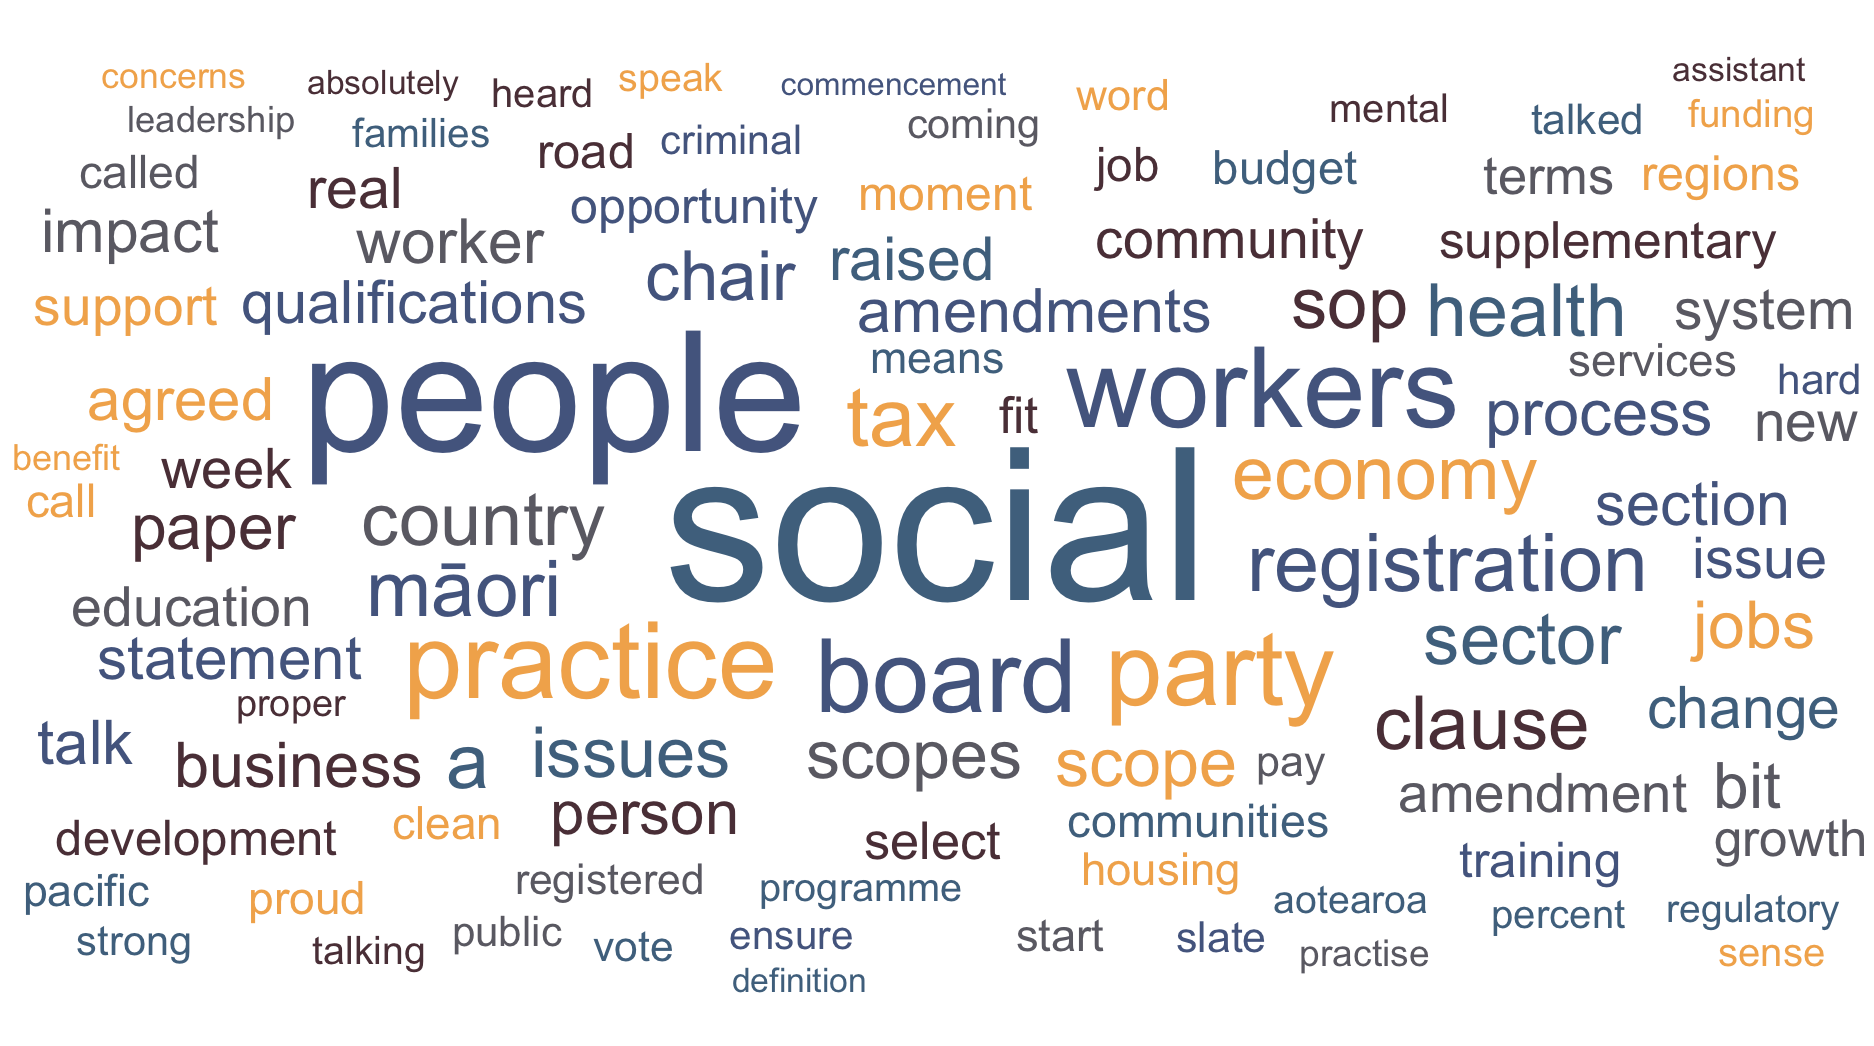 concerns absolutely heard speak commencement word mental assistant
leadership families road criminal coming talked funding
called real opportunity moment job budget terms regions
impact worker chair raised community supplementary
support qualifications amendments sop health system
people means workers services hard
agreed tax fit process new
benefit week economy
call paper country social section
māori registration issue
education practice board party sector jobs
statement
proper clause change
talk business a issues scopes scope pay amendment bit
development clean person select communities training growth
pacific proud registered programme housing aotearoa percent regulatory
strong talking public vote ensure start slate practise sense
definition